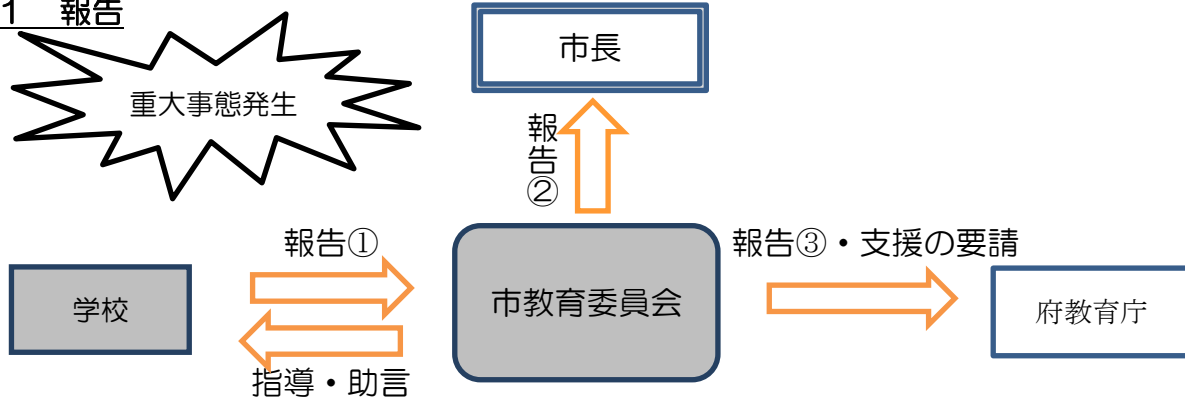 1 報告
市長
重大事態発生
報告②
報告①
報告③・支援の要請
学校
市教育委員会
府教育庁
指導・助言